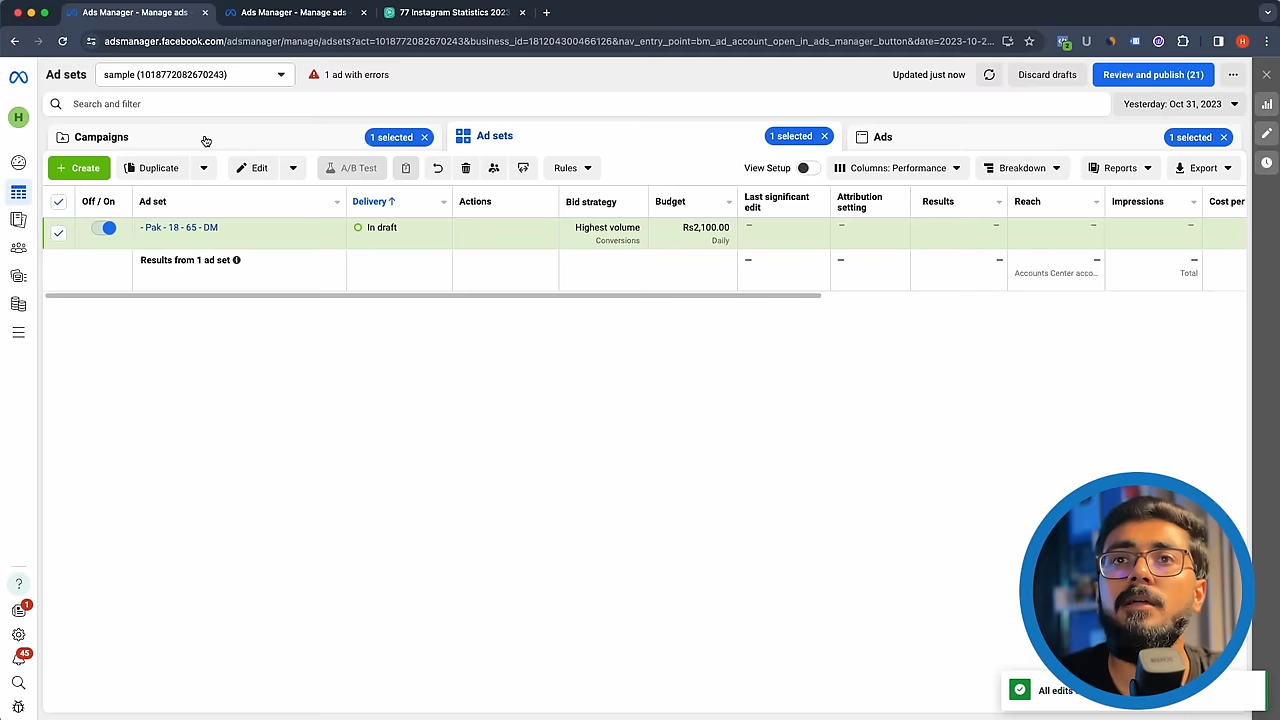 Ads Manager - Manage ads -
Ads Manager - Manage ads -
77 Instagram Statistics 2023
adsmanager.facebook.com/adsmanager/manage/adsets?act=1018772082670243&business_id=181204300466126&nav_entry_point=bm_ad_account_open_in_ads_manager_button&date=2023-10-2...
2
H
Ad sets
sample (1018772082670243)
1 ad with errors
Updated just now
Discard drafts
Review and publish (21)
H
Search and filter
Yesterday: Oct 31, 2023
Campaigns
1 selected
Ad sets
1 selected
Ads
1 selected
+ Create
Duplicate
Edit
A/B Test
Rules
View Setup
Columns: Performance
Breakdown
Reports
Export
Off / On
Ad set
Delivery ↑
Actions
Bid strategy
Budget
Last significant
edit
Attribution
setting
Results
Reach
Impressions
Cost per
- Pak - 18 - 65 - DM
In draft
Highest volume
Conversions
Rs2,100.00
Daily
–
–
–
–
–
Results from 1 ad set
–
–
–
–
Accounts Center acco...
–
Total
?
1
45
All edits